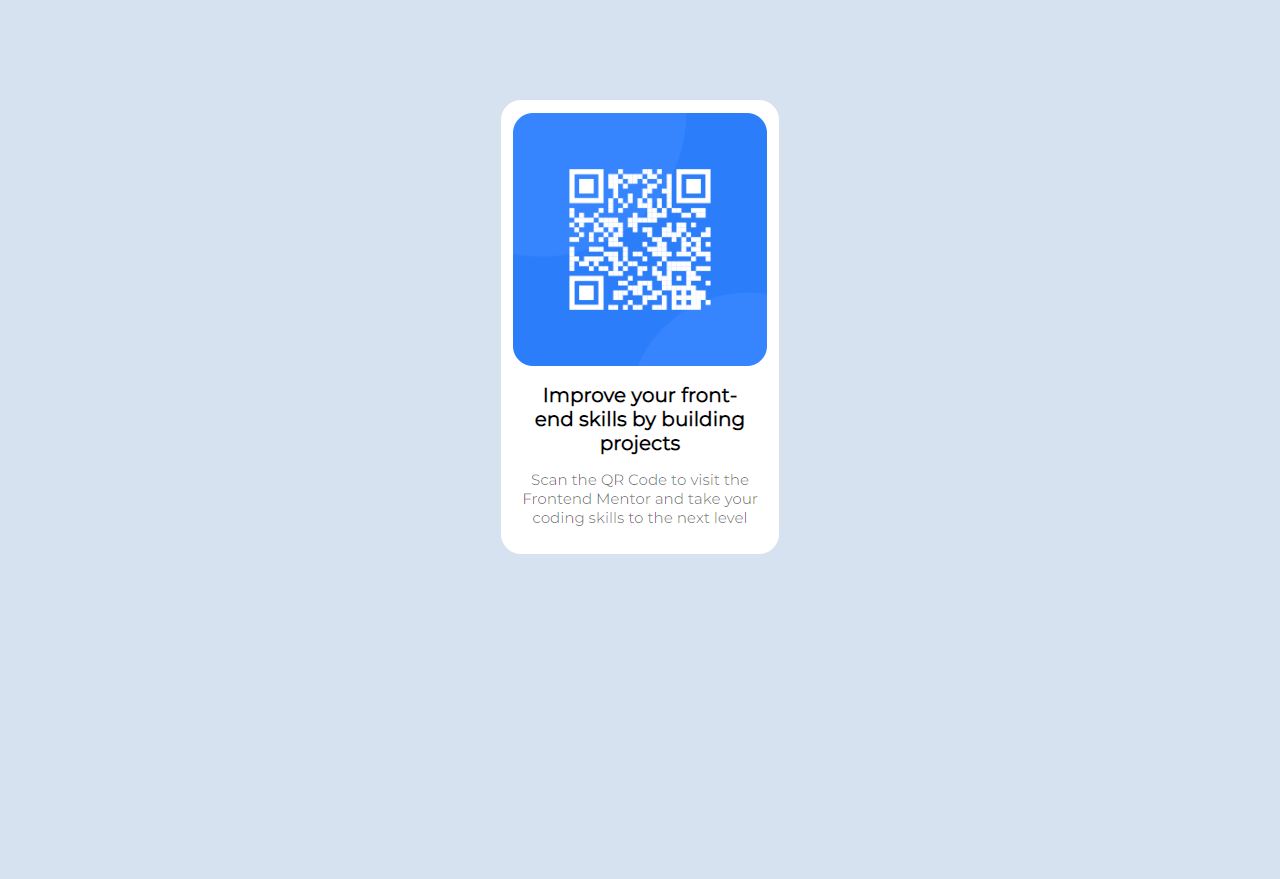 Improve your front-
end skills by building
projects
Scan the QR Code to visit the
Frontend Mentor and take your
coding skills to the next level